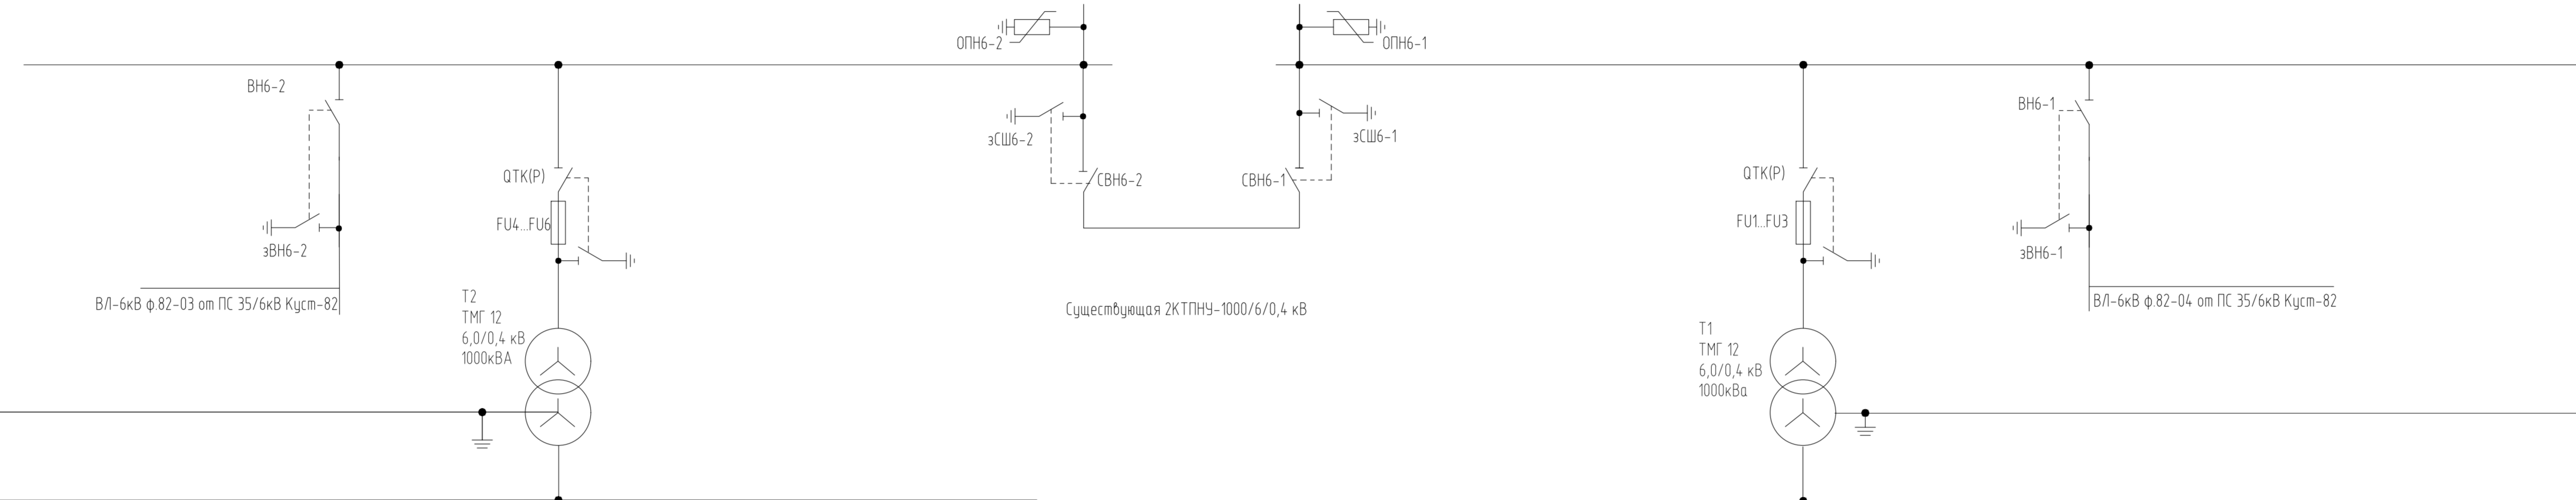 ОПН6-2
ОПН6-1
ВН6-2
ВН6-1
зСШ6-2
зСШ6-1
QTK(P)
СВН6-2
СВН6-1
QTK(P)
FU4...FU6
FU1...FU3
зВН6-2
зВН6-1
ВЛ-6кВ ф.82-03 от ПС 35/6кВ Куст-82
Т2
ТМГ 12
6,0/0,4 кВ
1000кВА
Существующая 2КТПНУ-1000/6/0,4 кВ
ВЛ-6кВ ф.82-04 от ПС 35/6кВ Куст-82
Т1
ТМГ 12
6,0/0,4 кВ
1000кВа